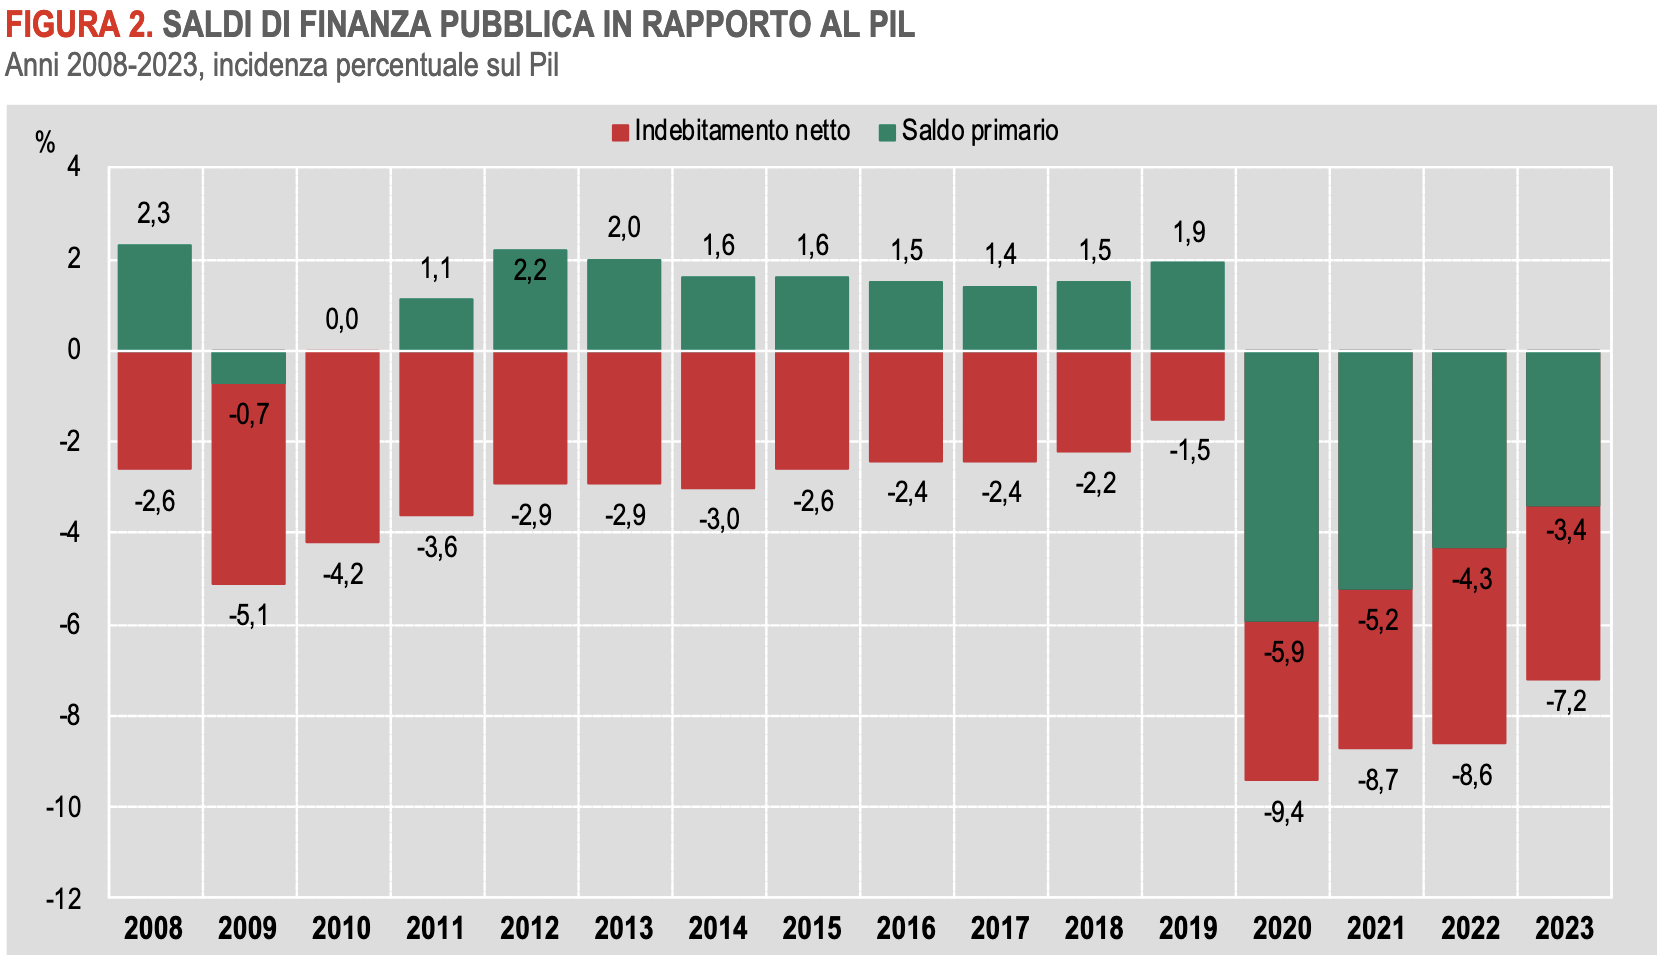 FIGURA 2. SALDI DI FINANZA PUBBLICA IN RAPPORTO AL PIL
Anni 2008-2023, incidenza percentuale sul Pil
Indebitamento netto Saldo primario
%
4
2
0
-2
-4
-6
-8
-10
-12
2,3 0,0 1,1 2,2 2,0 1,6 1,6 1,5 1,4 1,5 1,9
-0,7 -5,9 -5,2 -4,3 -3,4
-2,6 -5,1 -4,2 -3,6 -2,9 -2,9 -3,0 -2,6 -2,4 -2,4 -2,2 -1,5 -9,4 -8,7 -8,6 -7,2
2008 2009 2010 2011 2012 2013 2014 2015 2016 2017 2018 2019 2020 2021 2022 2023